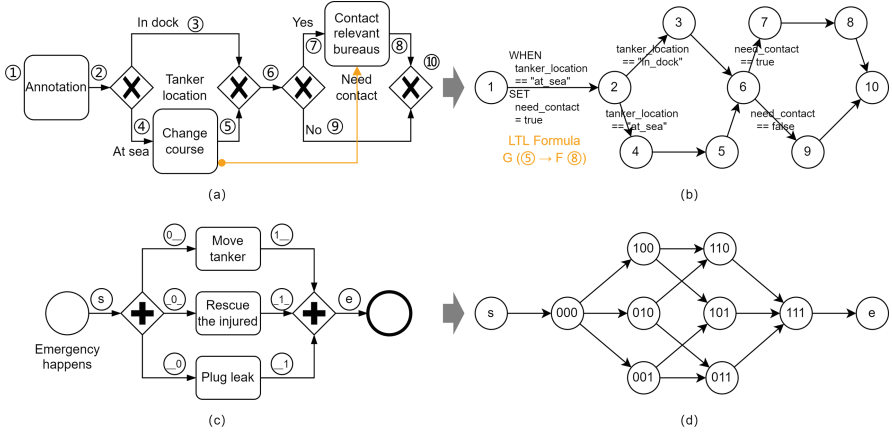 ① Annotation ②
In dock ③
④ At sea
Change
course
⑤
Tanker
location
⑥
Yes
⑦
Contact
relevant
bureaus
⑧
Need
contact
⑩
No ⑨
(a)
1
WHEN
tanker_location
== "at_sea"
SET
need_contact
= true
LTL Formula
G (⑤ → F ⑧)
2
tanker_location
== "In_dock"
3
tanker_location
== "at_sea"
4
5
6
need_contact
== true
7
8
need_contact
== false
9
10
(b)
Emergency
happens
s
0__
Move
tanker
1__
_0_
Rescue
the injured
_1_
__0
Plug leak
__1
e
(c)
s
000
100
010
001
110
101
011
111
e
(d)